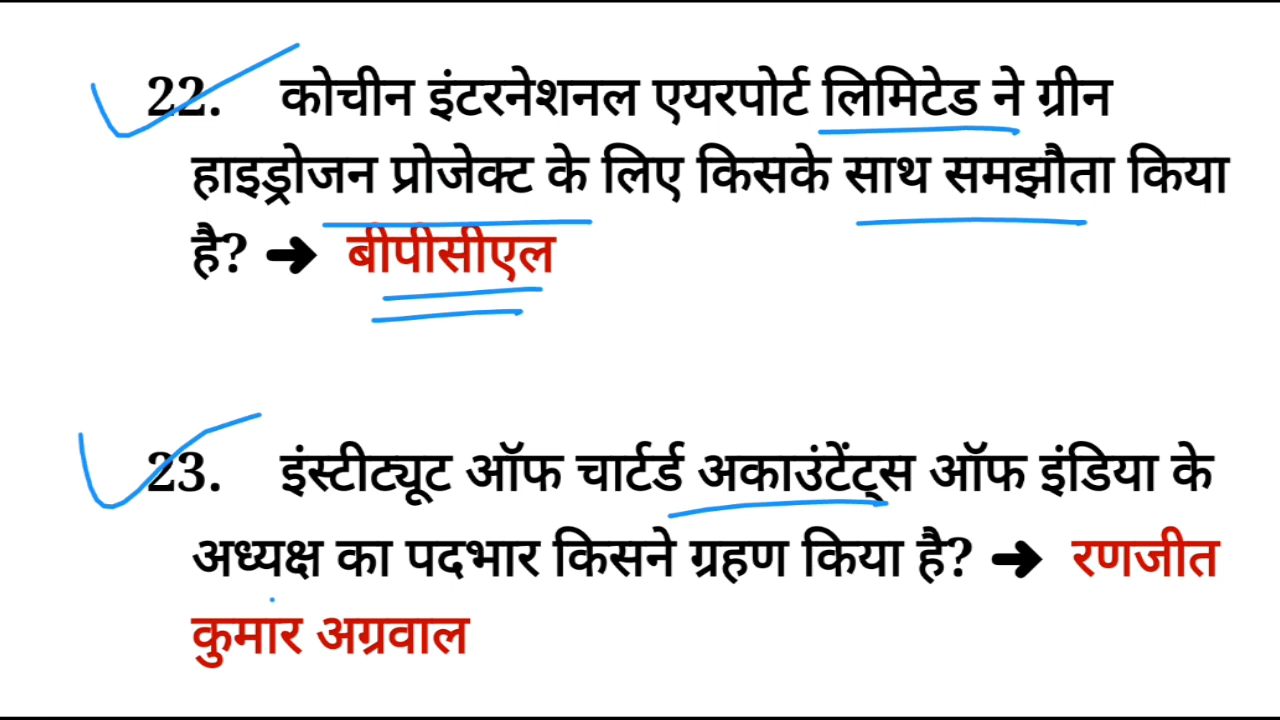 22. कोचीन इंटरनेशनल एयरपोर्ट लिमिटेड ने ग्रीन
हाइड्रोजन प्रोजेक्ट के लिए किसके साथ समझौता किया
है? ➜ बीपीसीएल
23. इंस्टीट्यूट ऑफ चार्टर्ड अकाउंटेंट्स ऑफ इंडिया के
अध्यक्ष का पदभार किसने ग्रहण किया है? ➜ रणजीत
कुमार अग्रवाल